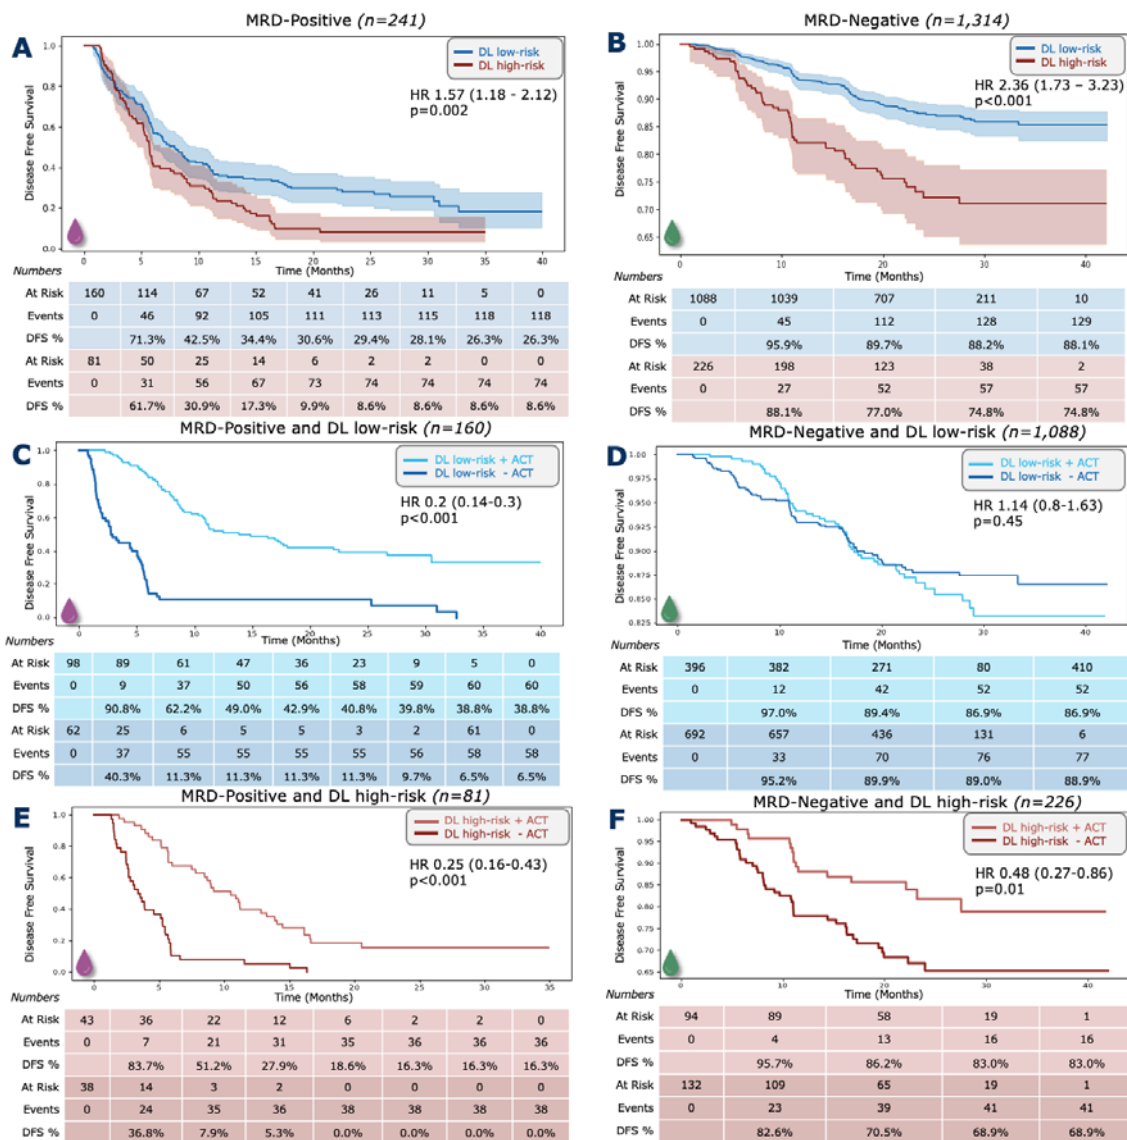 MRD-Positive (n=241)
A
DL low-risk
DL high-risk
HR 1.57 (1.18 - 2.12)
p=0.002
Disease Free Survival
1.0
0.8
0.6
0.4
0.2
0.0
0 5 10 15 20 25 30 35 40
Time (Months)
Numbers
At Risk 160 114 67 52 41 26 11 5 0
Events 0 46 92 105 111 113 115 118 118
DFS % 71.3% 42.5% 34.4% 30.6% 29.4% 28.1% 26.3% 26.3%
At Risk 81 50 25 14 6 2 2 0 0
Events 0 31 56 67 73 74 74 74 74
DFS % 61.7% 30.9% 17.3% 9.9% 8.6% 8.6% 8.6% 8.6%
MRD-Negative (n=1,314)
B
DL low-risk
DL high-risk
HR 2.36 (1.73 – 3.23)
p<0.001
Disease Free Survival
1.00
0.95
0.90
0.85
0.80
0.75
0.70
0.65
0 10 20 30 40
Time (Months)
At Risk 1088 1039 707 211 10
Events 0 45 112 128 129
DFS % 95.9% 89.7% 88.2% 88.1%
At Risk 226 198 123 38 2
Events 0 27 52 57 57
DFS % 88.1% 77.0% 74.8% 74.8%
MRD-Positive and DL low-risk (n=160)
C
DL low-risk + ACT
DL low-risk - ACT
HR 0.2 (0.14-0.3)
p<0.001
Disease Free Survival
1.0
0.8
0.6
0.4
0.2
0.0
0 5 10 15 20 25 30 35 40
Time (Months)
Numbers
At Risk 98 89 61 47 36 23 9 5 0
Events 0 9 37 50 56 58 59 60 60
DFS % 90.8% 62.2% 49.0% 42.9% 40.8% 39.8% 38.8% 38.8%
At Risk 62 25 6 5 5 3 2 61 0
Events 0 37 55 55 55 55 56 58 58
DFS % 40.3% 11.3% 11.3% 11.3% 11.3% 9.7% 6.5% 6.5%
MRD-Negative and DL low-risk (n=1,088)
D
DL low-risk + ACT
DL low-risk - ACT
HR 1.14 (0.8-1.63)
p=0.45
Disease Free Survival
1.000
0.975
0.950
0.925
0.900
0.875
0.850
0.825
0 10 20 30 40
Time (Months)
Numbers
At Risk 396 382 271 80 410
Events 0 12 42 52 52
DFS % 97.0% 89.4% 86.9% 86.9%
At Risk 692 657 436 131 6
Events 0 33 70 76 77
DFS % 95.2% 89.9% 89.0% 88.9%
MRD-Positive and DL high-risk (n=81)
E
DL high-risk + ACT
DL high-risk - ACT
HR 0.25 (0.16-0.43)
p<0.001
Disease Free Survival
1.0
0.8
0.6
0.4
0.2
0.0
0 5 10 15 20 25 30 35
Time (Months)
Numbers
At Risk 43 36 22 12 6 2 2 0
Events 0 7 21 31 35 36 36 36
DFS % 83.7% 51.2% 27.9% 18.6% 16.3% 16.3% 16.3%
At Risk 38 14 3 2 0 0 0 0
Events 0 24 35 36 38 38 38 38
DFS % 36.8% 7.9% 5.3% 0.0% 0.0% 0.0% 0.0%
MRD-Negative and DL high-risk (n=226)
F
DL high-risk + ACT
DL high-risk - ACT
HR 0.48 (0.27-0.86)
p=0.01
Disease Free Survival
1.00
0.95
0.90
0.85
0.80
0.75
0.70
0.65
0 10 20 30 40
Time (Months)
Numbers
At Risk 94 89 58 19 1
Events 0 4 13 16 16
DFS % 95.7% 86.2% 83.0% 83.0%
At Risk 132 109 65 19 1
Events 0 23 39 41 41
DFS % 82.6% 70.5% 68.9% 68.9%